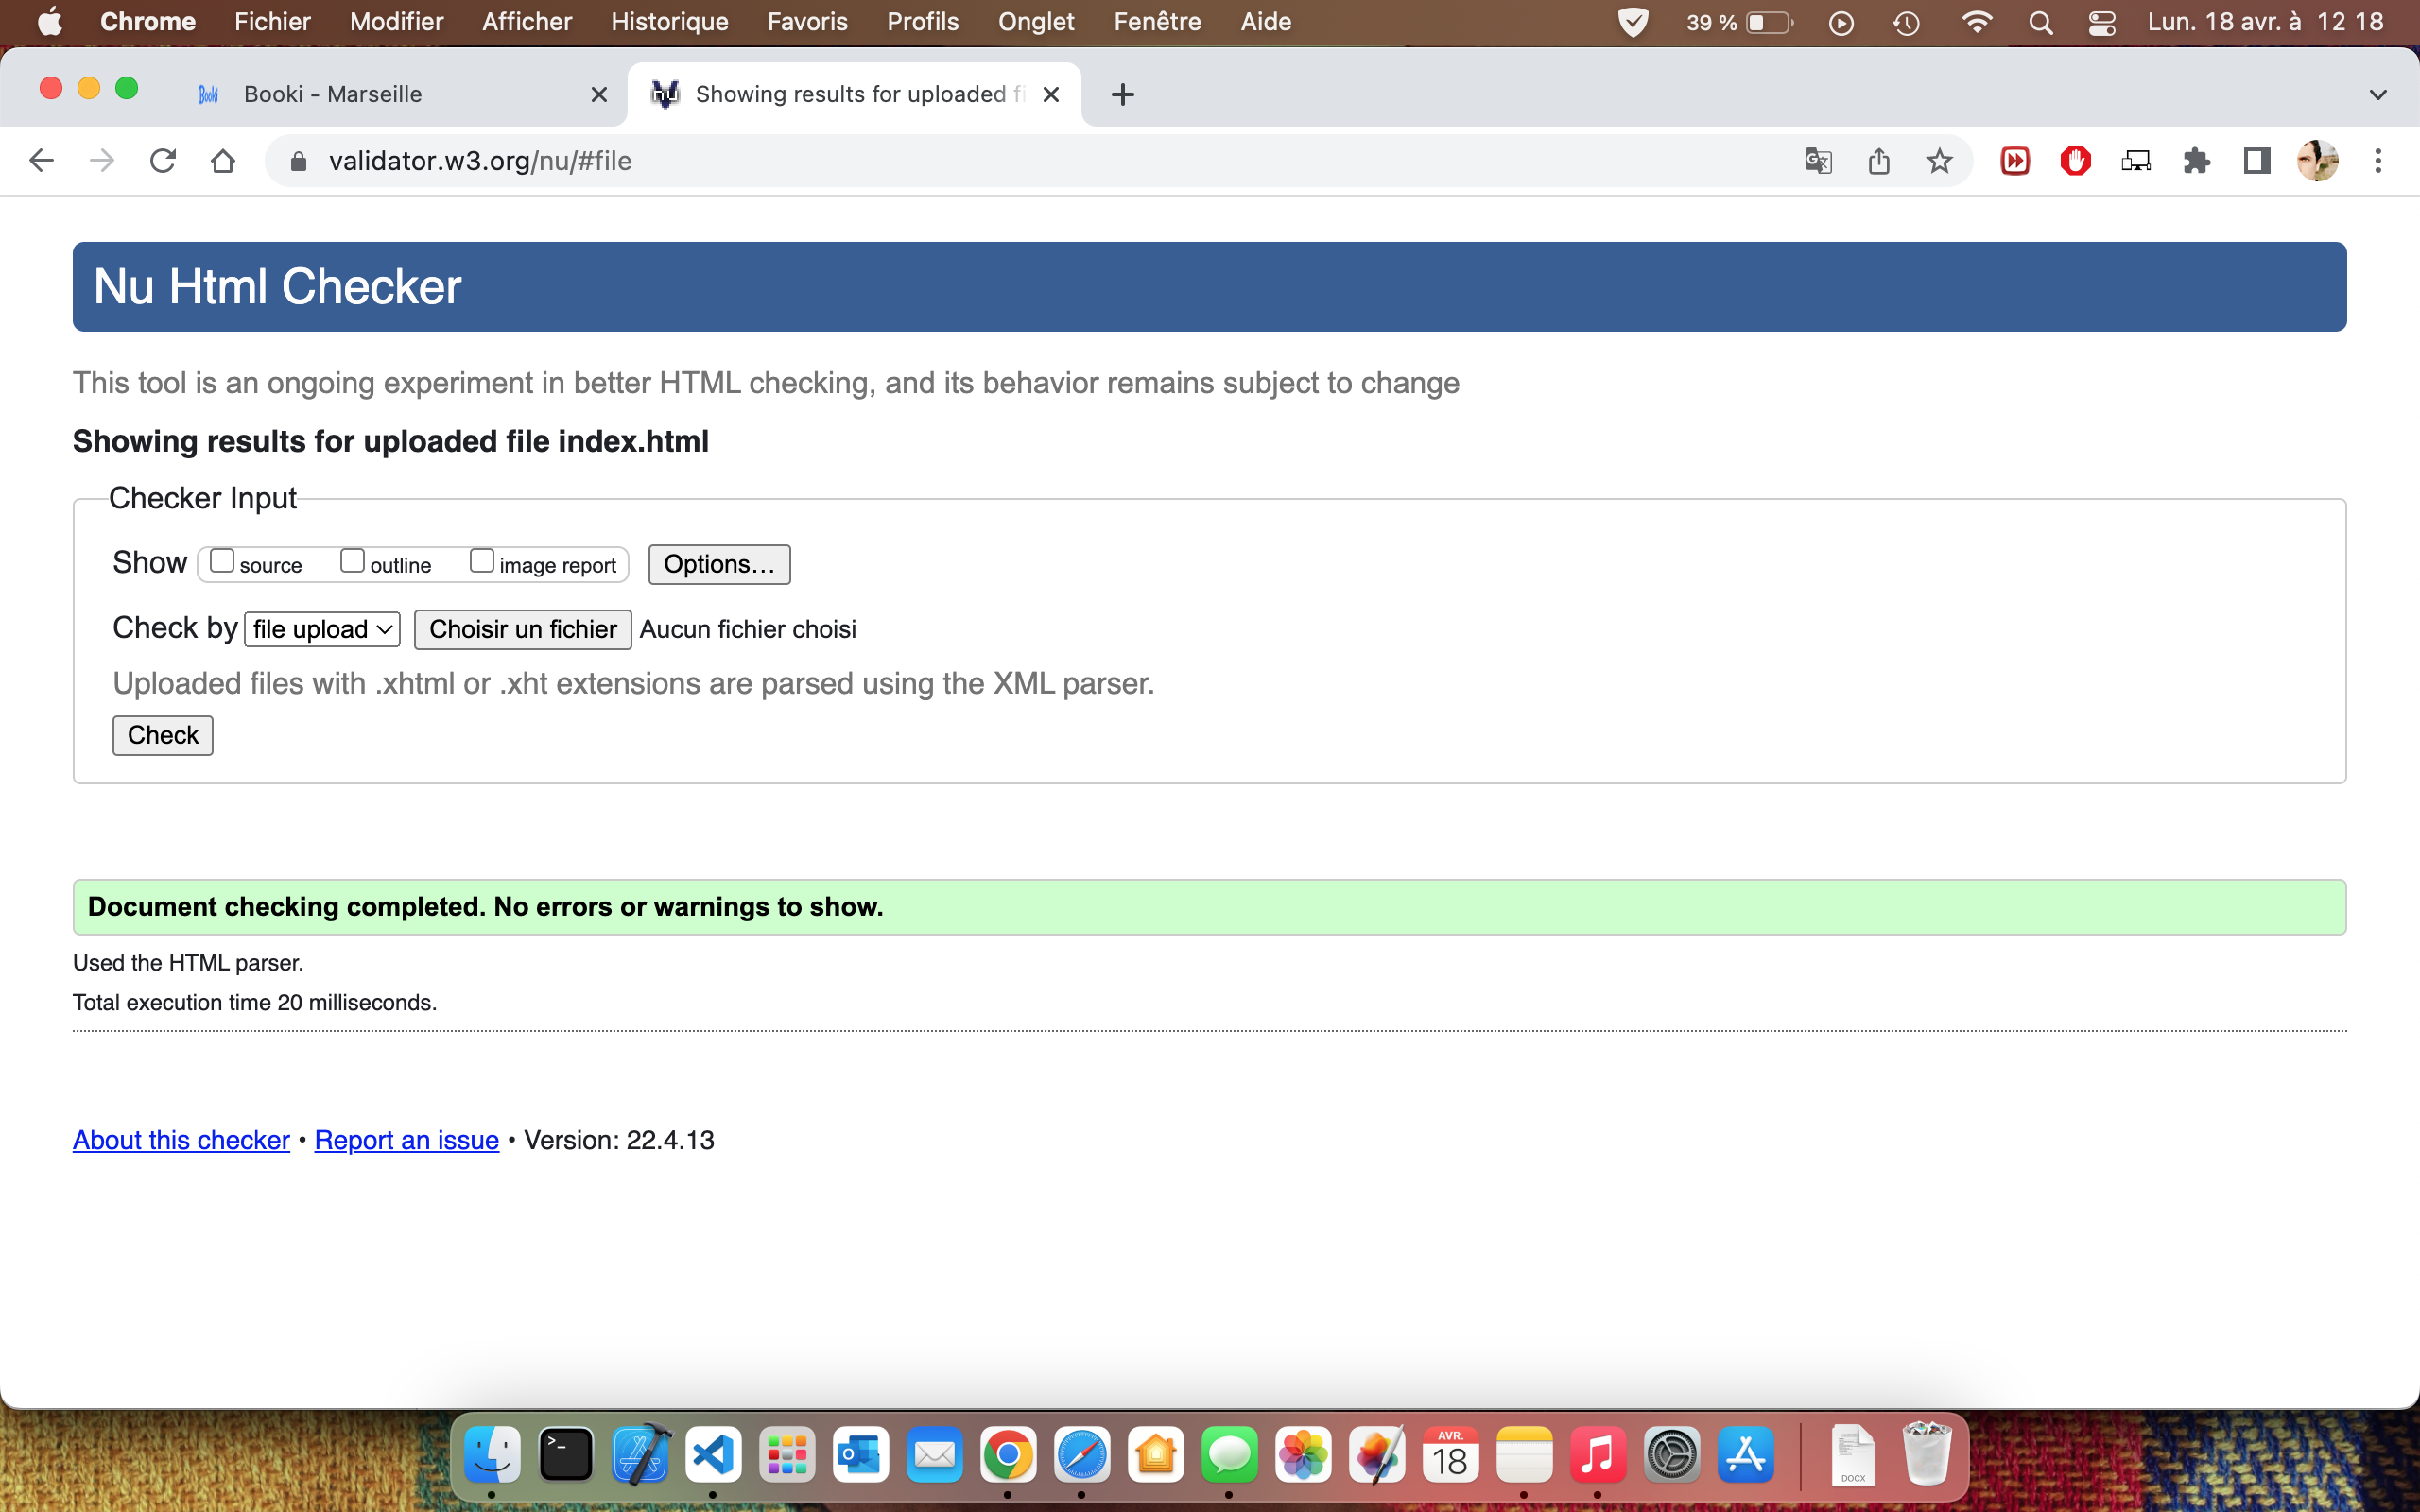 Chrome Fichier Modifier Afficher Historique Favoris Profils Onglet Fenêtre Aide 39 % Lun. 18 avr. à 12 18
Booki Booki - Marseille nu Showing results for uploaded fi
validator.w3.org/nu/#file
Nu Html Checker
This tool is an ongoing experiment in better HTML checking, and its behavior remains subject to change
Showing results for uploaded file index.html
Checker Input
Show source outline image report Options...
Check by file upload Choisir un fichier Aucun fichier choisi
Uploaded files with .xhtml or .xht extensions are parsed using the XML parser.
Check
Document checking completed. No errors or warnings to show.
Used the HTML parser.
Total execution time 20 milliseconds.
About this checker • Report an issue • Version: 22.4.13
AVR.
18
DOCX